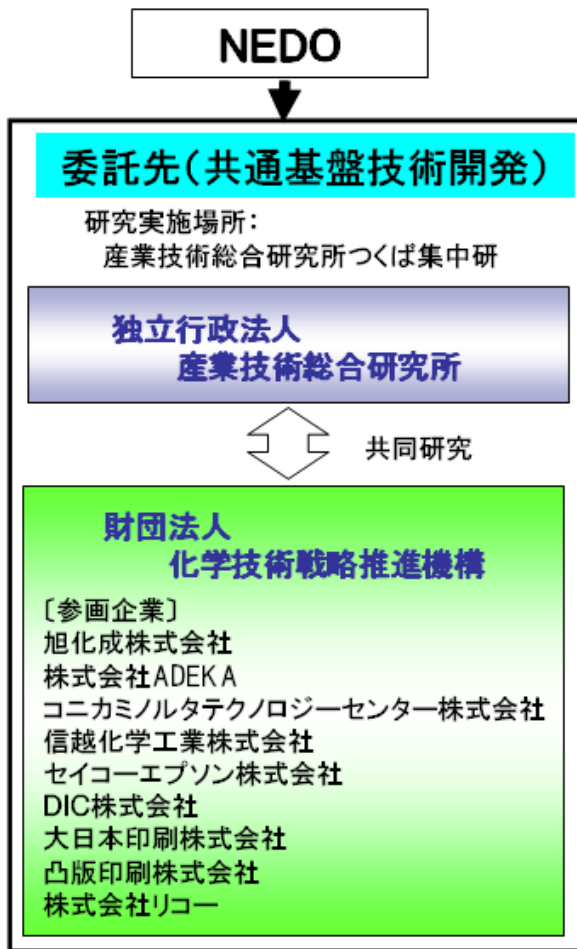 NEDO
委託先(共通基盤技術開発)
研究実施場所:
産業技術総合研究所つくば集中研
独立行政法人
産業技術総合研究所
共同研究
財団法人
化学技術戦略推進機構
〔参画企業〕
旭化成株式会社
株式会社ADEKA
コニカミノルタテクノロジーセンター株式会社
信越化学工業株式会社
セイコーエプソン株式会社
DIC株式会社
大日本印刷株式会社
凸版印刷株式会社
株式会社リコー